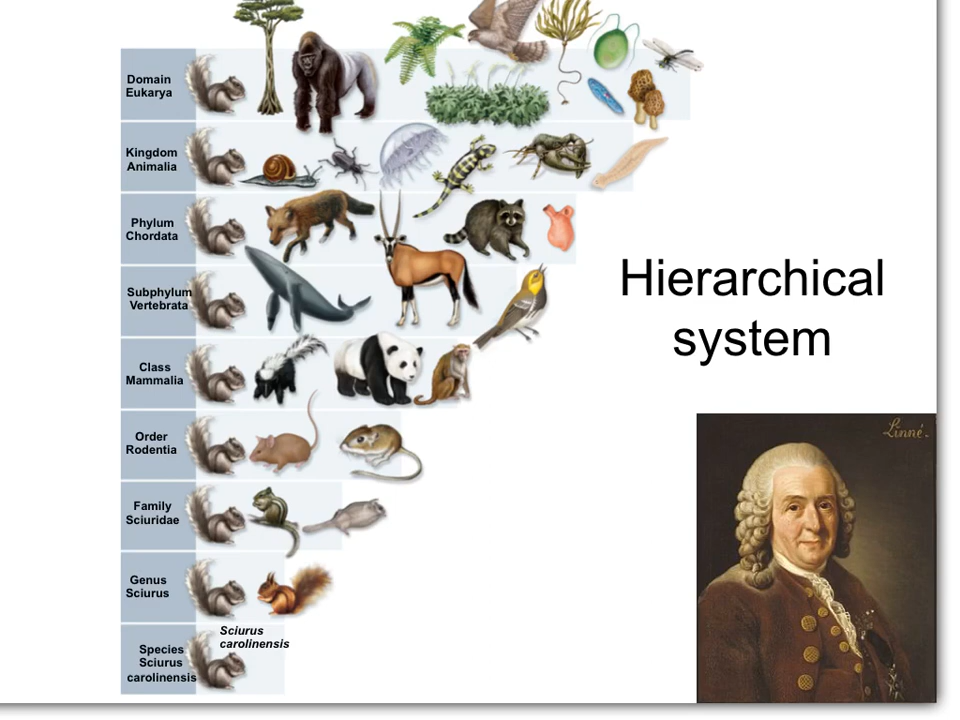 Domain
Eukarya
Kingdom
Animalia
Phylum
Chordata
Subphylum
Vertebrata
Class
Mammalia
Order
Rodentia
Family
Sciuridae
Genus
Sciurus
Species
Sciurus
carolinensis
Sciurus
carolinensis
Hierarchical
system
Linné.